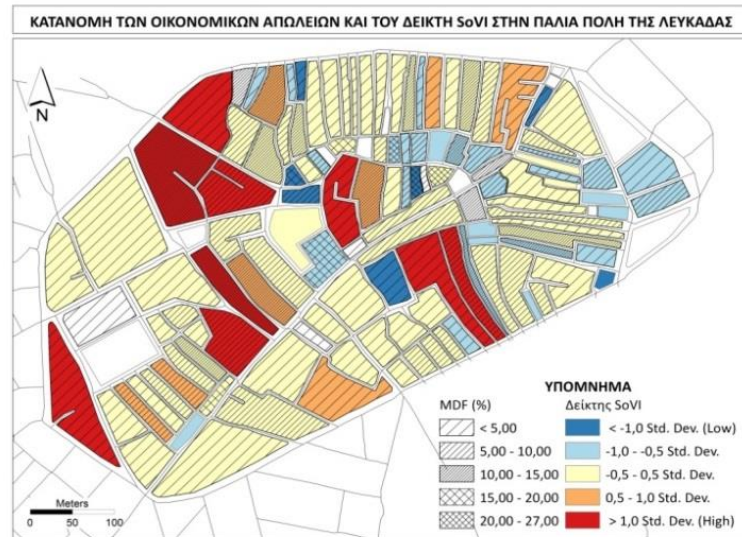 ΚΑΤΑΝΟΜΗ ΤΩΝ ΟΙΚΟΝΟΜΙΚΩΝ ΑΠΩΛΕΙΩΝ ΚΑΙ ΤΟΥ ΔΕΙΚΤΗ SoVI ΣΤΗΝ ΠΑΛΙΑ ΠΟΛΗ ΤΗΣ ΛΕΥΚΑΔΑΣ
N
ΥΠΟΜΝΗΜΑ
MDF (%) Δείκτης SoVI
< 5,00 < -1,0 Std. Dev. (Low)
5,00 - 10,00 -1,0 - -0,5 Std. Dev.
10,00 - 15,00 -0,5 - 0,5 Std. Dev.
15,00 - 20,00 0,5 - 1,0 Std. Dev.
20,00 - 27,00 > 1,0 Std. Dev. (High)
Meters
0 50 100